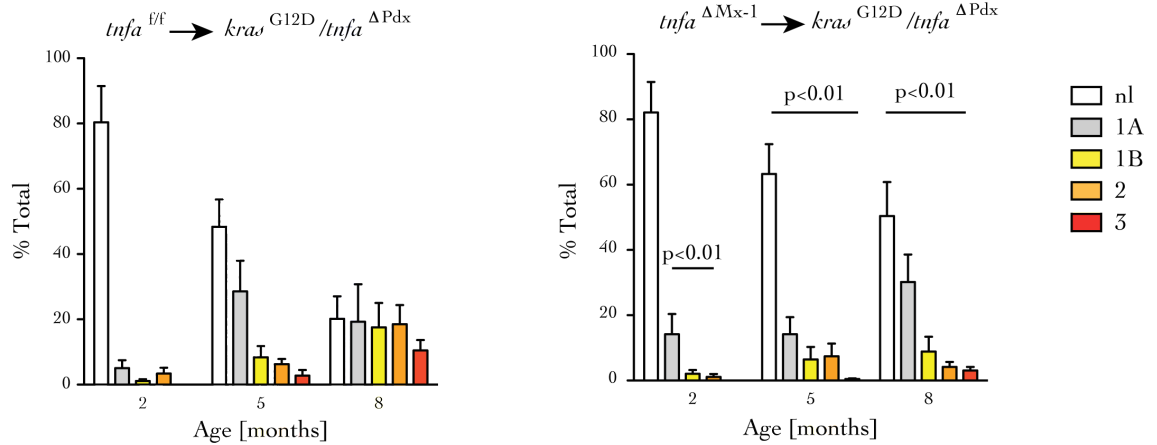 tnfa f/f → kras G12D /tnfa ΔPdx
100
80
60
40
20
0
% Total
2 5 8
Age [months]
tnfa ΔMx-1 → kras G12D /tnfa ΔPdx
100
80
60
40
20
0
% Total
p<0.01
p<0.01
p<0.01
2 5 8
Age [months]
nl
1A
1B
2
3